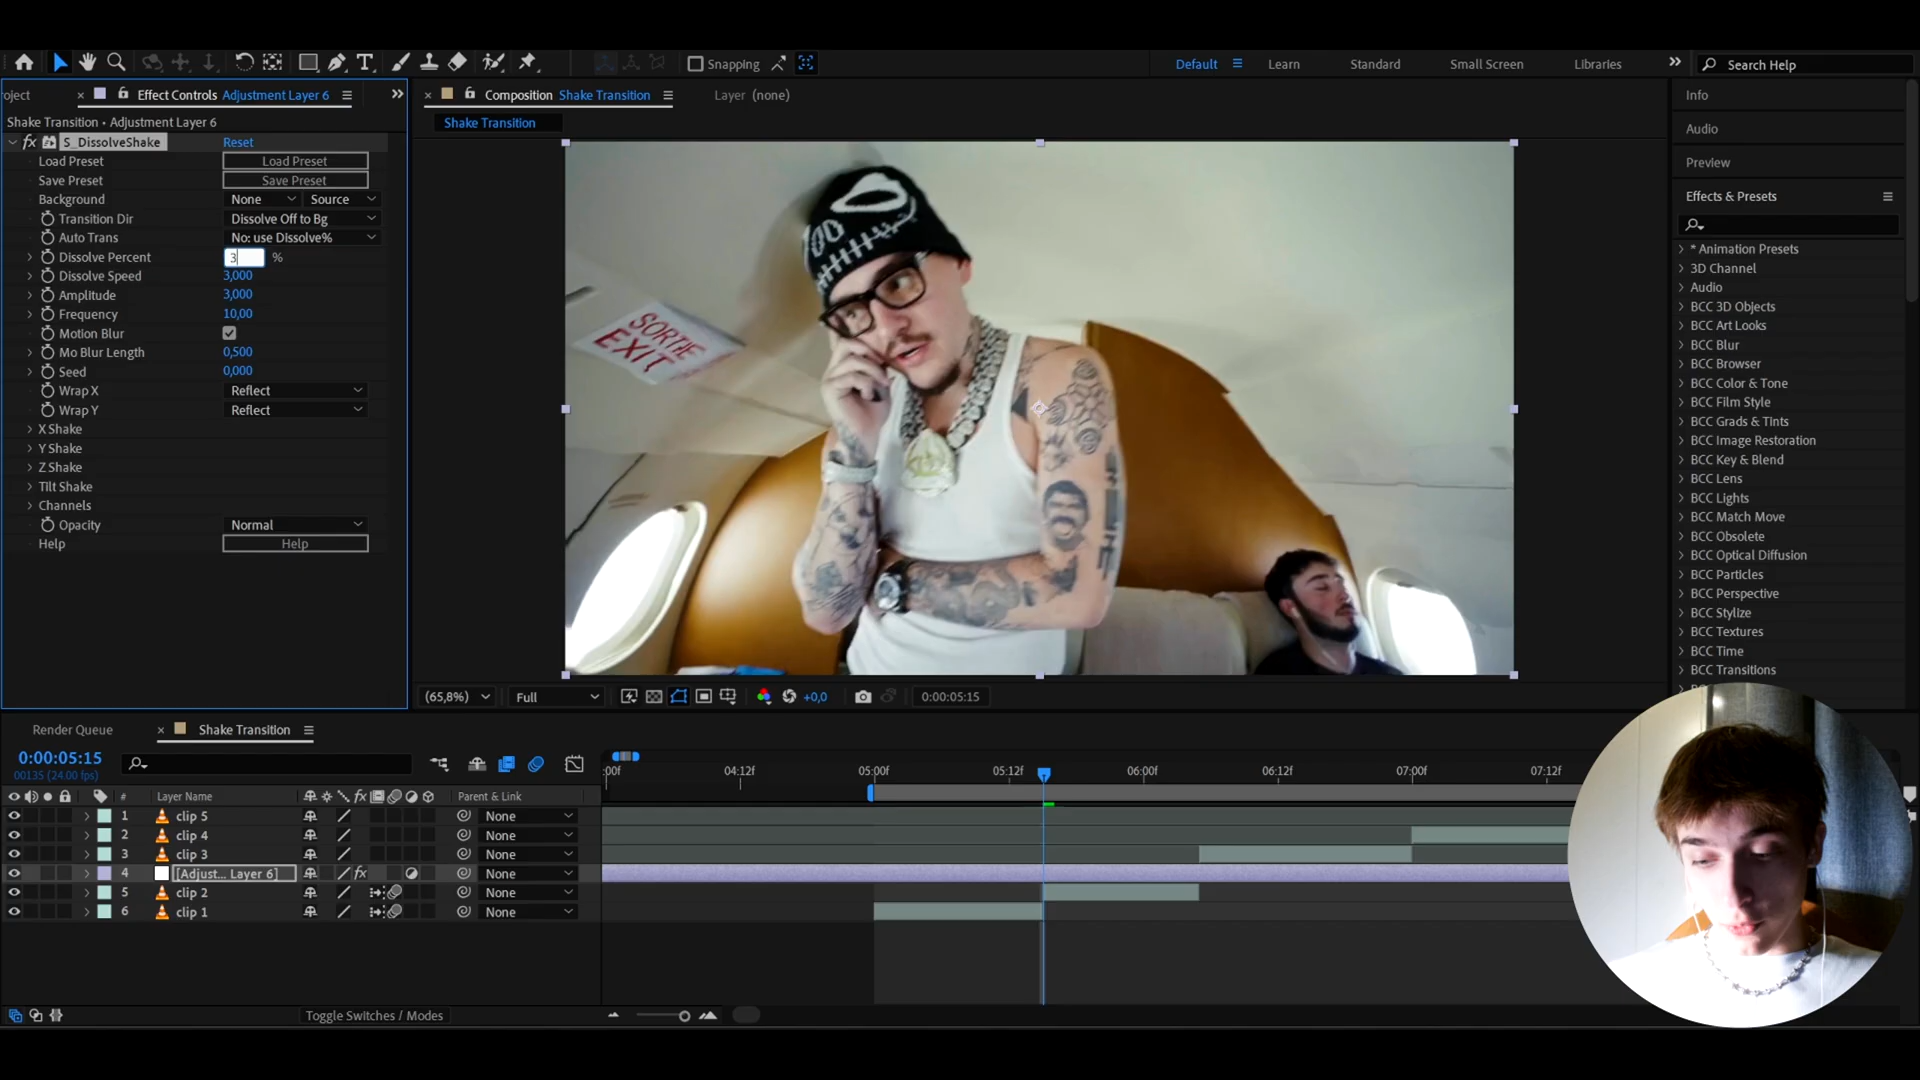 Snapping
Default
Learn
Standard
Small Screen
Libraries
Search Help
oject
Effect Controls Adjustment Layer 6
Composition Shake Transition
Layer (none)
Info
Shake Transition • Adjustment Layer 6
Shake Transition
Audio
fx S_DissolveShake Reset
Load Preset Load Preset
Preview
Save Preset Save Preset
Background None Source
Effects & Presets
Transition Dir Dissolve Off to Bg
Auto Trans No: use Dissolve%
Dissolve Percent 3 %
Dissolve Speed 3,000
Amplitude 3,000
Frequency 10,00
Motion Blur
Mo Blur Length 0,500
Seed 0,000
Wrap X Reflect
Wrap Y Reflect
X Shake
Y Shake
Z Shake
Tilt Shake
Channels
Opacity Normal
Help Help
SORTIE
EXIT
* Animation Presets
3D Channel
Audio
BCC 3D Objects
BCC Art Looks
BCC Blur
BCC Browser
BCC Color & Tone
BCC Film Style
BCC Grads & Tints
BCC Image Restoration
BCC Key & Blend
BCC Lens
BCC Lights
BCC Match Move
BCC Obsolete
BCC Optical Diffusion
BCC Particles
BCC Perspective
BCC Stylize
BCC Textures
BCC Time
BCC Transitions
(65,8%) Full +0,0 0:00:05:15
Render Queue
Shake Transition
0:00:05:15
00135 (24.00 fps)
:00f 04:12f 05:00f 05:12f 06:00f 06:12f 07:00f 07:12f
# Layer Name fx Parent & Link
1 clip 5 None
2 clip 4 None
3 clip 3 None
4 [Adjust... Layer 6] fx None
5 clip 2 None
6 clip 1 None
Toggle Switches / Modes